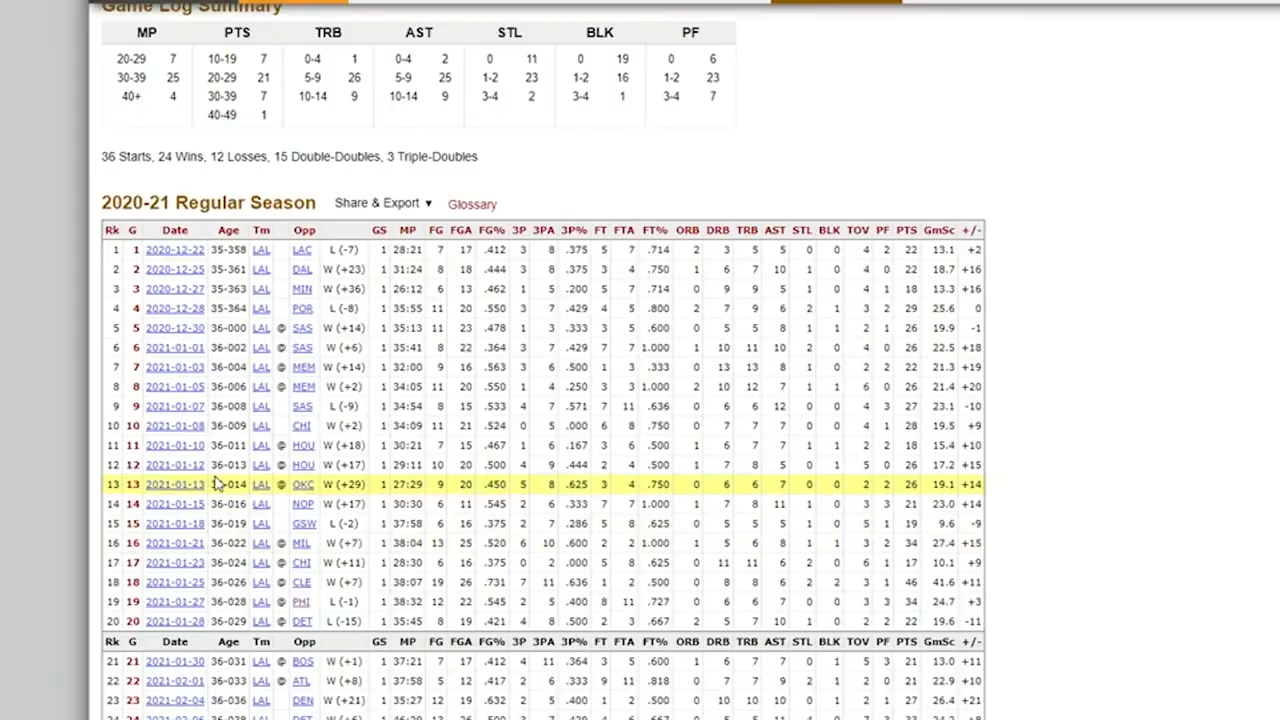 Game Log Summary
MP PTS TRB AST STL BLK PF
20-29 7 10-19 7 0-4 1 0-4 2 0 11 0 19 0 6
30-39 25 20-29 21 5-9 26 5-9 25 1-2 23 1-2 16 1-2 23
40+ 4 30-39 7 10-14 9 10-14 9 3-4 2 3-4 1 3-4 7
40-49 1
36 Starts, 24 Wins, 12 Losses, 15 Double-Doubles, 3 Triple-Doubles
2020-21 Regular Season Share & Export ▼ Glossary
Rk G Date Age Tm Opp GS MP FG FGA FG% 3P 3PA 3P% FT FTA FT% ORB DRB TRB AST STL BLK TOV PF PTS GmSc +/-
1 1 2020-12-22 35-358 LAL LAC L (-7) 1 28:21 7 17 .412 3 8 .375 5 7 .714 2 3 5 5 0 0 4 2 22 13.1 +2
2 2 2020-12-25 35-361 LAL DAL W (+23) 1 31:24 8 18 .444 3 8 .375 3 4 .750 1 6 7 10 1 0 4 0 22 18.7 +16
3 3 2020-12-27 35-363 LAL MIN W (+36) 1 26:12 6 13 .462 1 5 .200 5 7 .714 0 9 9 5 1 0 4 1 18 13.3 +16
4 4 2020-12-28 35-364 LAL POR L (-8) 1 35:55 11 20 .550 3 7 .429 4 5 .800 2 7 9 6 2 1 3 2 29 25.6 0
5 5 2020-12-30 36-000 LAL @ SAS W (+14) 1 35:13 11 23 .478 1 3 .333 3 5 .600 0 5 5 8 1 1 2 1 26 19.9 -1
6 6 2021-01-01 36-002 LAL @ SAS W (+6) 1 35:41 8 22 .364 3 7 .429 7 7 1.000 1 10 11 10 2 0 4 0 26 22.5 +18
7 7 2021-01-03 36-004 LAL @ MEM W (+14) 1 32:00 9 16 .563 3 6 .500 1 3 .333 0 13 13 8 1 0 2 2 22 21.3 +19
8 8 2021-01-05 36-006 LAL @ MEM W (+2) 1 34:05 11 20 .550 1 4 .250 3 3 1.000 2 10 12 7 1 1 6 0 26 21.4 +20
9 9 2021-01-07 36-008 LAL SAS L (-9) 1 34:54 8 15 .533 4 7 .571 7 11 .636 0 6 6 12 0 0 4 3 27 23.1 -10
10 10 2021-01-08 36-009 LAL CHI W (+2) 1 34:09 11 21 .524 0 5 .000 6 8 .750 0 7 7 7 0 0 4 1 28 19.5 +9
11 11 2021-01-10 36-011 LAL @ HOU W (+18) 1 30:21 7 15 .467 1 6 .167 3 6 .500 1 6 7 7 1 1 2 2 18 15.4 +10
12 12 2021-01-12 36-013 LAL @ HOU W (+17) 1 29:11 10 20 .500 4 9 .444 2 4 .500 1 7 8 5 0 1 5 0 26 17.2 +15
13 13 2021-01-13 -014 LAL @ OKC W (+29) 1 27:29 9 20 .450 5 8 .625 3 4 .750 0 6 6 7 0 0 2 2 26 19.1 +14
14 14 2021-01-15 36-016 LAL NOP W (+17) 1 30:30 6 11 .545 2 6 .333 7 7 1.000 1 7 8 11 1 0 3 3 21 23.0 +14
15 15 2021-01-18 36-019 LAL GSW L (-2) 1 37:58 6 16 .375 2 7 .286 5 8 .625 0 5 5 5 1 0 5 1 19 9.6 -9
16 16 2021-01-21 36-022 LAL @ MIL W (+7) 1 38:04 13 25 .520 6 10 .600 2 2 1.000 1 5 6 8 1 1 3 2 34 27.4 +15
17 17 2021-01-23 36-024 LAL @ CHI W (+11) 1 28:30 6 16 .375 0 2 .000 5 8 .625 0 11 11 6 2 0 6 1 17 10.1 +9
18 18 2021-01-25 36-026 LAL @ CLE W (+7) 1 38:07 19 26 .731 7 11 .636 1 2 .500 0 8 8 6 2 2 3 1 46 41.6 +11
19 19 2021-01-27 36-028 LAL @ PHI L (-1) 1 38:32 12 22 .545 2 5 .400 8 11 .727 0 6 6 7 0 0 3 3 34 24.7 +3
20 20 2021-01-28 36-029 LAL @ DET L (-15) 1 35:45 8 19 .421 4 8 .500 2 3 .667 2 5 7 10 1 0 2 2 22 19.6 -11
Rk G Date Age Tm Opp GS MP FG FGA FG% 3P 3PA 3P% FT FTA FT% ORB DRB TRB AST STL BLK TOV PF PTS GmSc +/-
21 21 2021-01-30 36-031 LAL @ BOS W (+1) 1 37:21 7 17 .412 4 11 .364 3 5 .600 1 6 7 7 0 1 5 3 21 13.0 +11
22 22 2021-02-01 36-033 LAL @ ATL W (+8) 1 37:58 5 12 .417 2 6 .333 9 11 .818 0 7 7 9 2 1 2 0 21 22.9 +10
23 23 2021-02-04 36-036 LAL DEN W (+21) 1 35:27 12 19 .632 2 5 .400 1 2 .500 0 10 10 10 0 0 1 0 27 26.4 +21